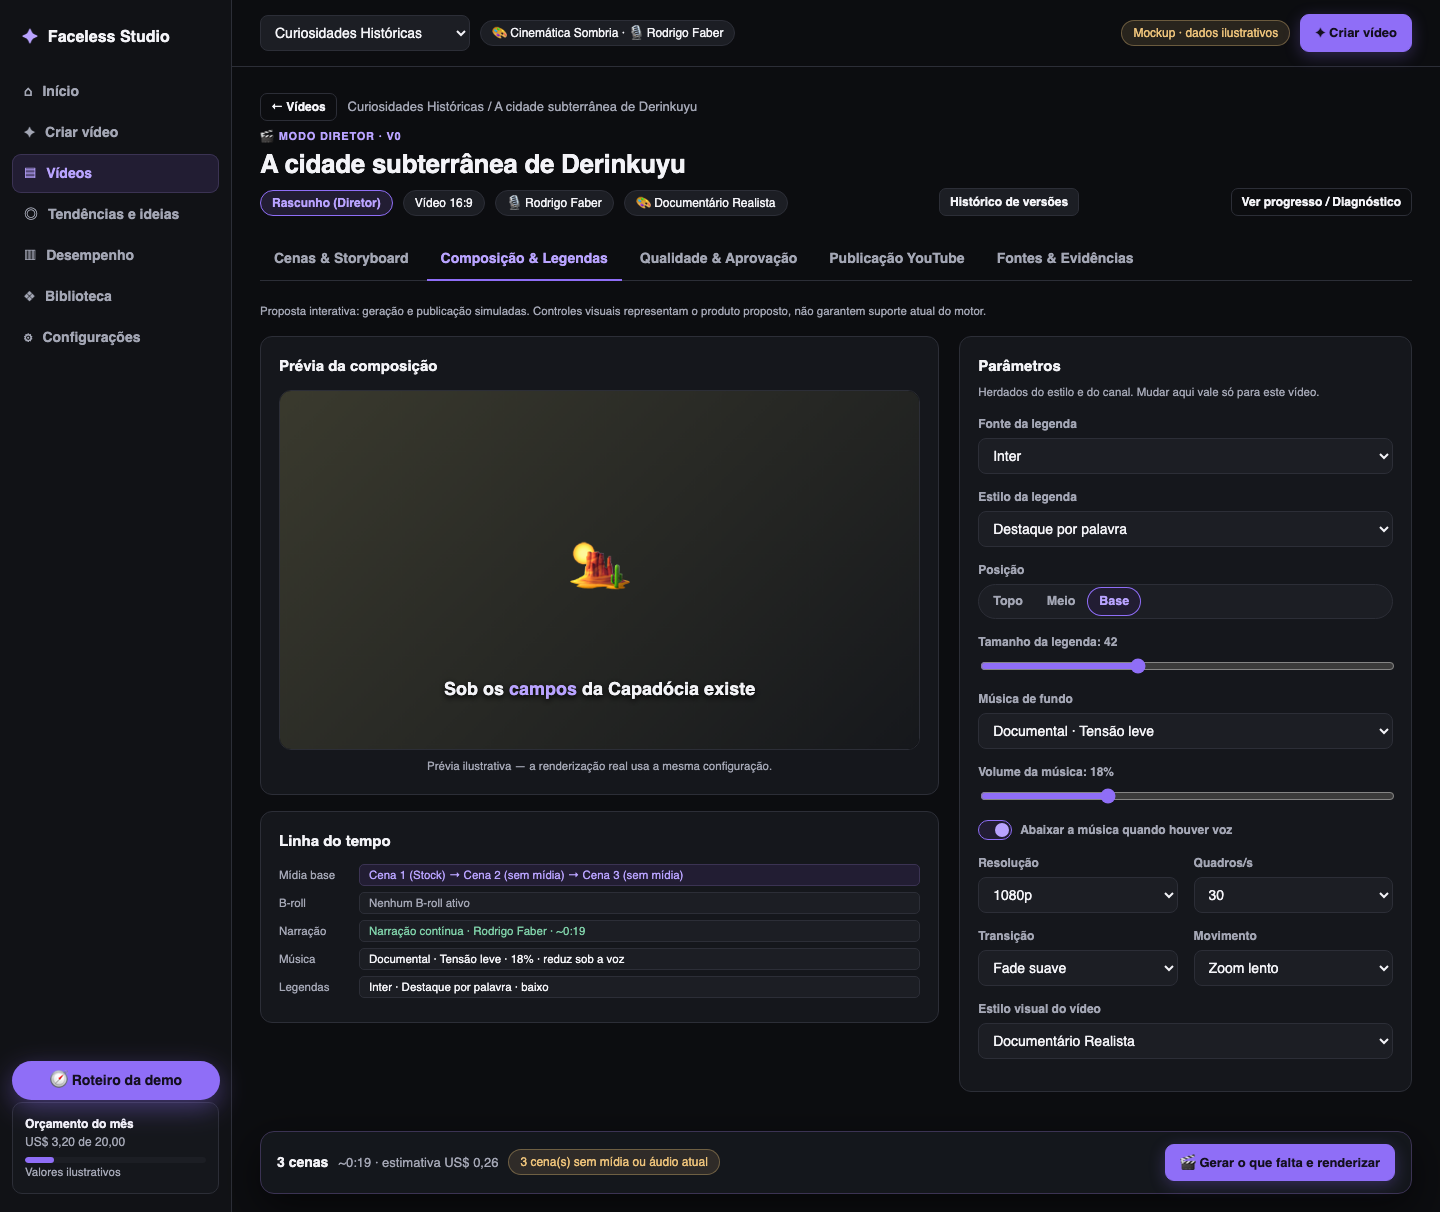 ✦ Faceless Studio
Início
Criar vídeo
Vídeos
Tendências e ideias
Desempenho
Biblioteca
Configurações
Roteiro da demo
Orçamento do mês
US$ 3,20 de 20,00
Valores ilustrativos
Curiosidades Históricas
Cinemática Sombria · Rodrigo Faber
Mockup · dados ilustrativos
✦ Criar vídeo
← Vídeos
Curiosidades Históricas / A cidade subterrânea de Derinkuyu
MODO DIRETOR · V0
A cidade subterrânea de Derinkuyu
Rascunho (Diretor)
Vídeo 16:9
Rodrigo Faber
Documentário Realista
Histórico de versões
Ver progresso / Diagnóstico
Cenas & Storyboard
Composição & Legendas
Qualidade & Aprovação
Publicação YouTube
Fontes & Evidências
Proposta interativa: geração e publicação simuladas. Controles visuais representam o produto proposto, não garantem suporte atual do motor.
Prévia da composição
Sob os campos da Capadócia existe
Prévia ilustrativa — a renderização real usa a mesma configuração.
Linha do tempo
Mídia base
Cena 1 (Stock) → Cena 2 (sem mídia) → Cena 3 (sem mídia)
B-roll
Nenhum B-roll ativo
Narração
Narração contínua · Rodrigo Faber · ~0:19
Música
Documental · Tensão leve · 18% · reduz sob a voz
Legendas
Inter · Destaque por palavra · baixo
Parâmetros
Herdados do estilo e do canal. Mudar aqui vale só para este vídeo.
Fonte da legenda
Inter
Estilo da legenda
Destaque por palavra
Posição
Topo
Meio
Base
Tamanho da legenda: 42
Música de fundo
Documental · Tensão leve
Volume da música: 18%
Abaixar a música quando houver voz
Resolução
Quadros/s
1080p
30
Transição
Movimento
Fade suave
Zoom lento
Estilo visual do vídeo
Documentário Realista
3 cenas
~0:19 · estimativa US$ 0,26
3 cena(s) sem mídia ou áudio atual
Gerar o que falta e renderizar